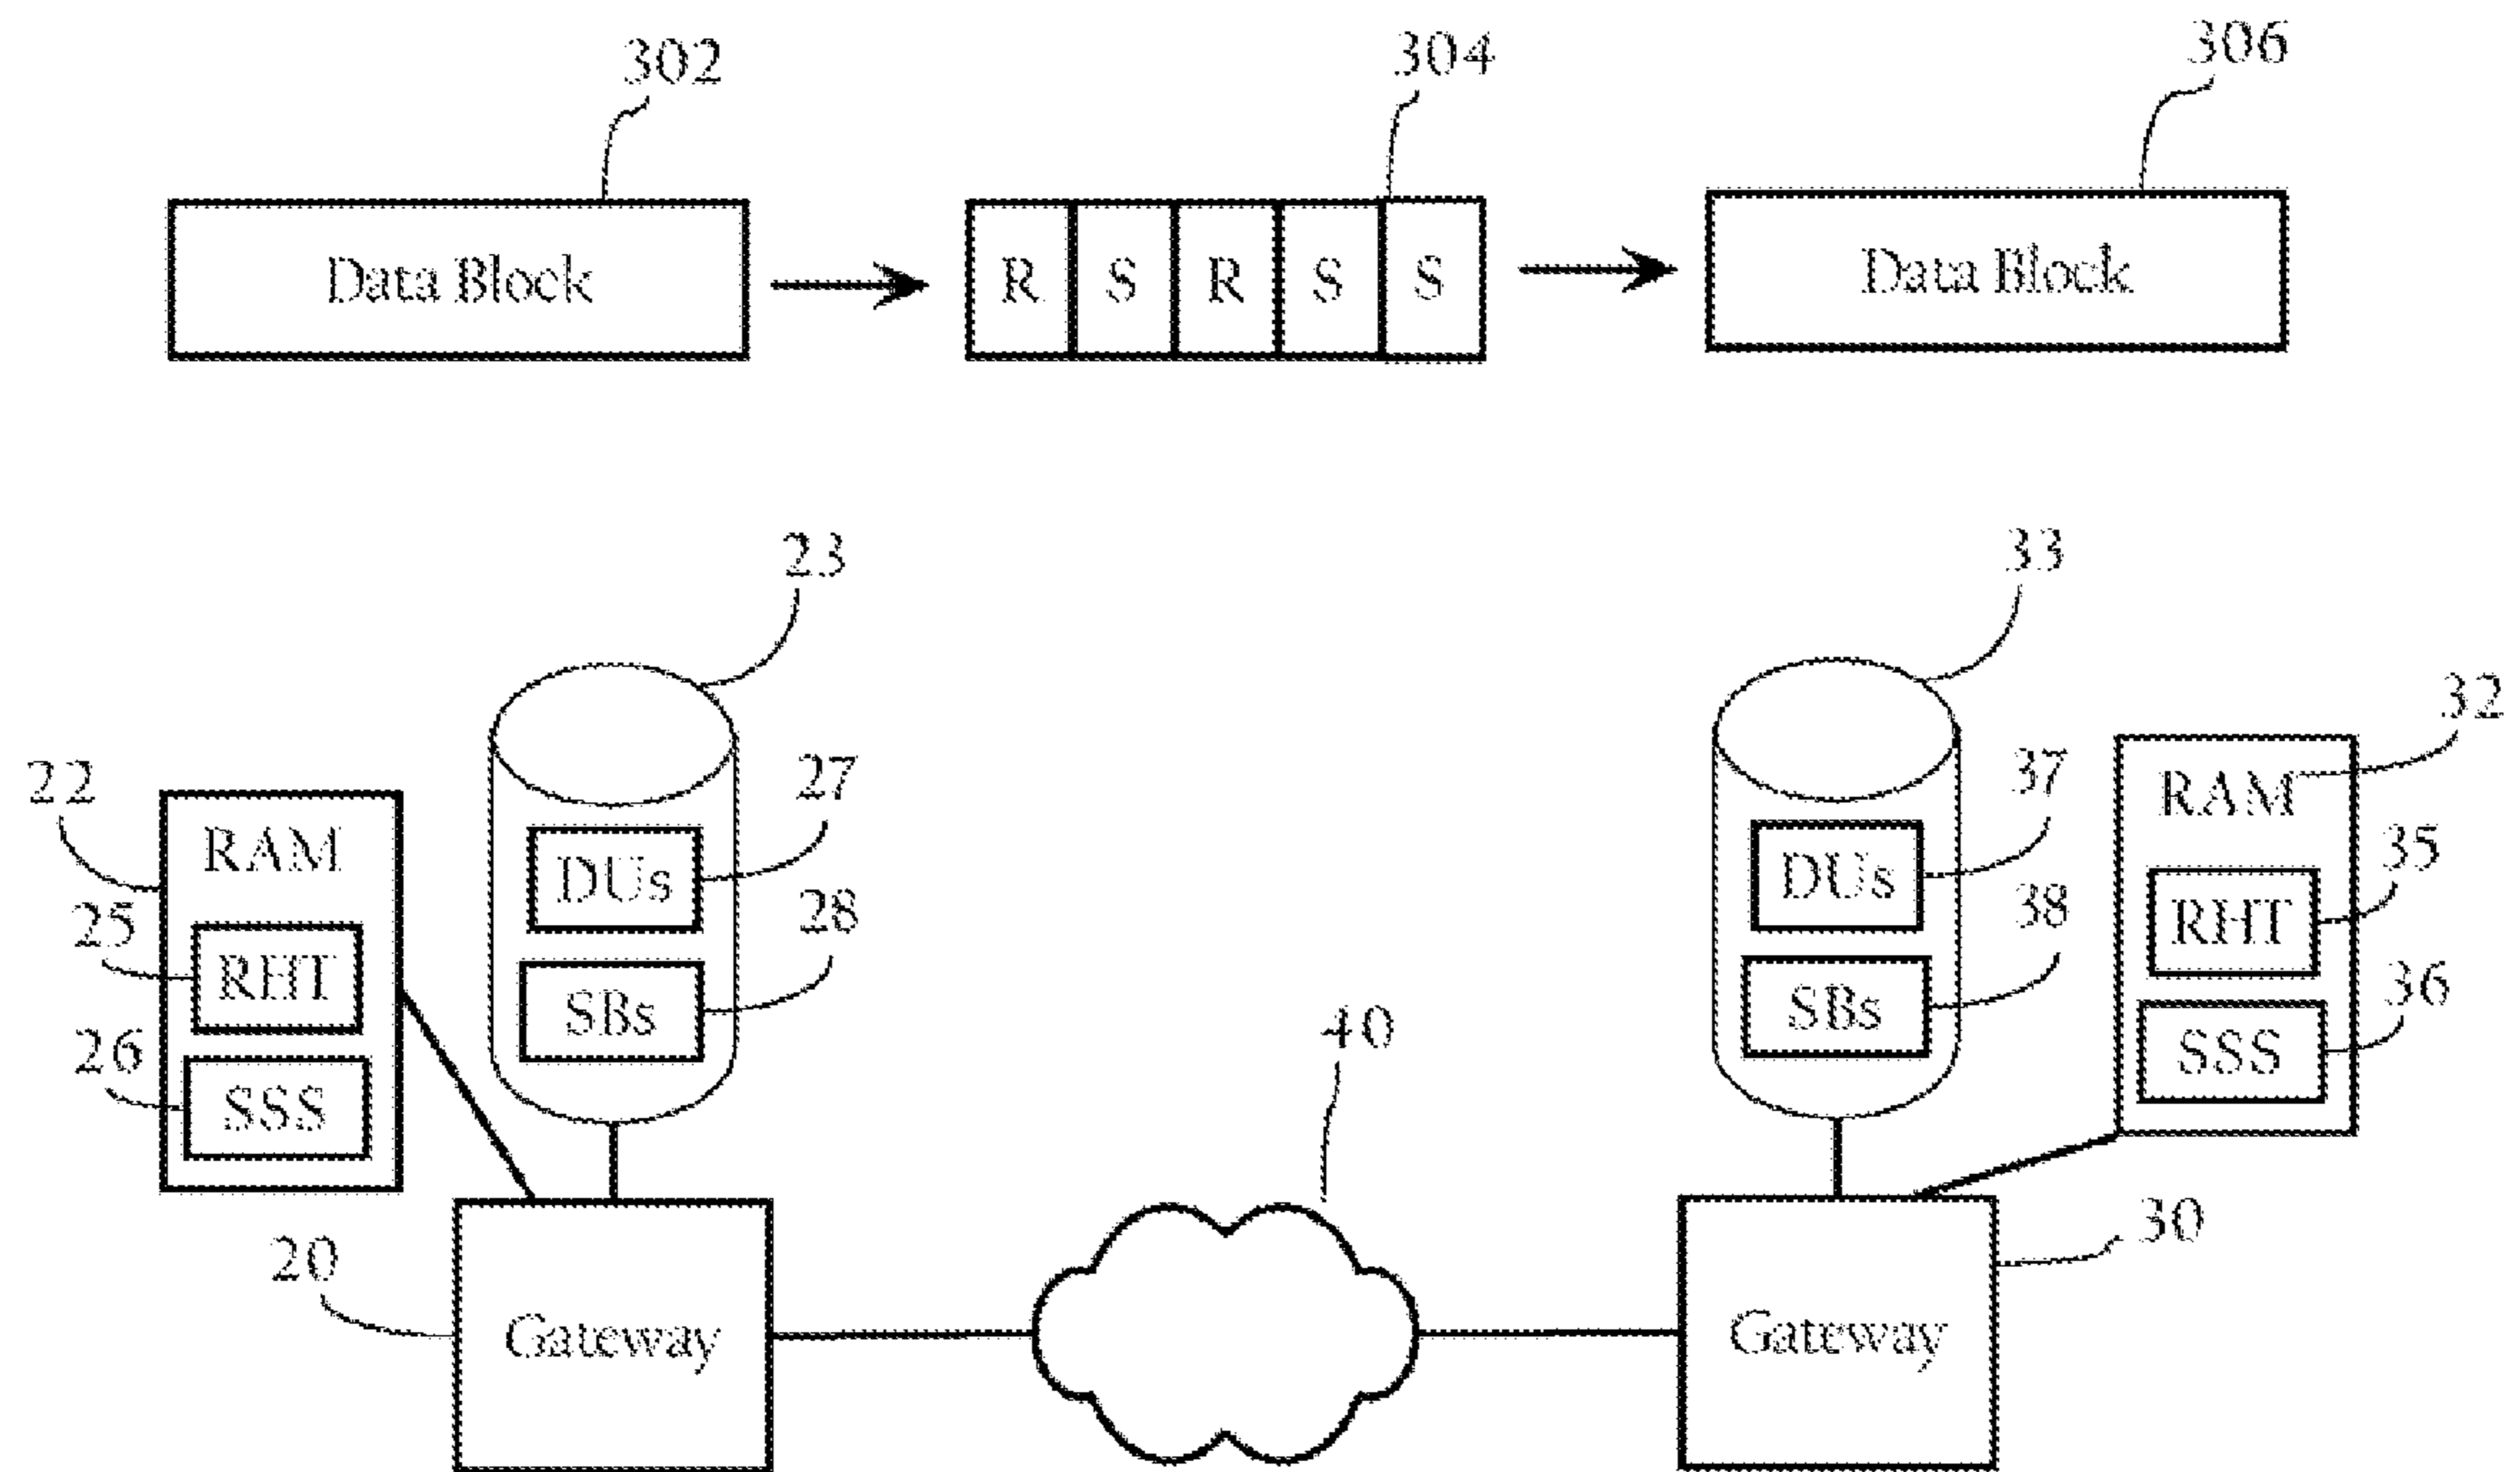 302
304
306
Data Block
R S R S S
Data Block
23
33
32
22
27
37
RAM
RAM
35
25
DUs
28
DUs
38
RHT
RHT
26
SBs
SBs
36
SSS
40
SSS
20
30
Gateway
Gateway